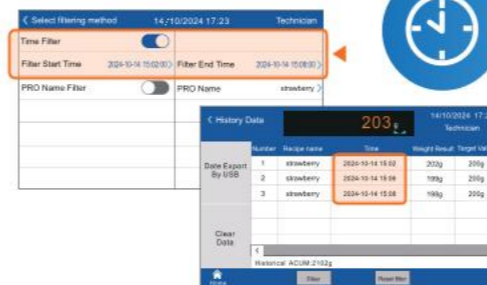 < Select filtering method 14/10/2024 17:23 Technician
Time Filter
Filter Start Time 2024-10-14 15:02:00 > Filter End Time 2024-10-14 15:08:00 >
PRO Name Filter PRO Name strawberry >
< History Data 203g 14/10/2024 17:2
Technician
Number Recipe name Time Weight Result Target Val
Date Export By USB
1 strawberry 2024-10-14 15:02 203g 200g
2 strawberry 2024-10-14 15:06 199g 200g
3 strawberry 2024-10-14 15:08 199g 200g
Clear Data
<
Historical ACUM:2102g
Home Filter Reset filter